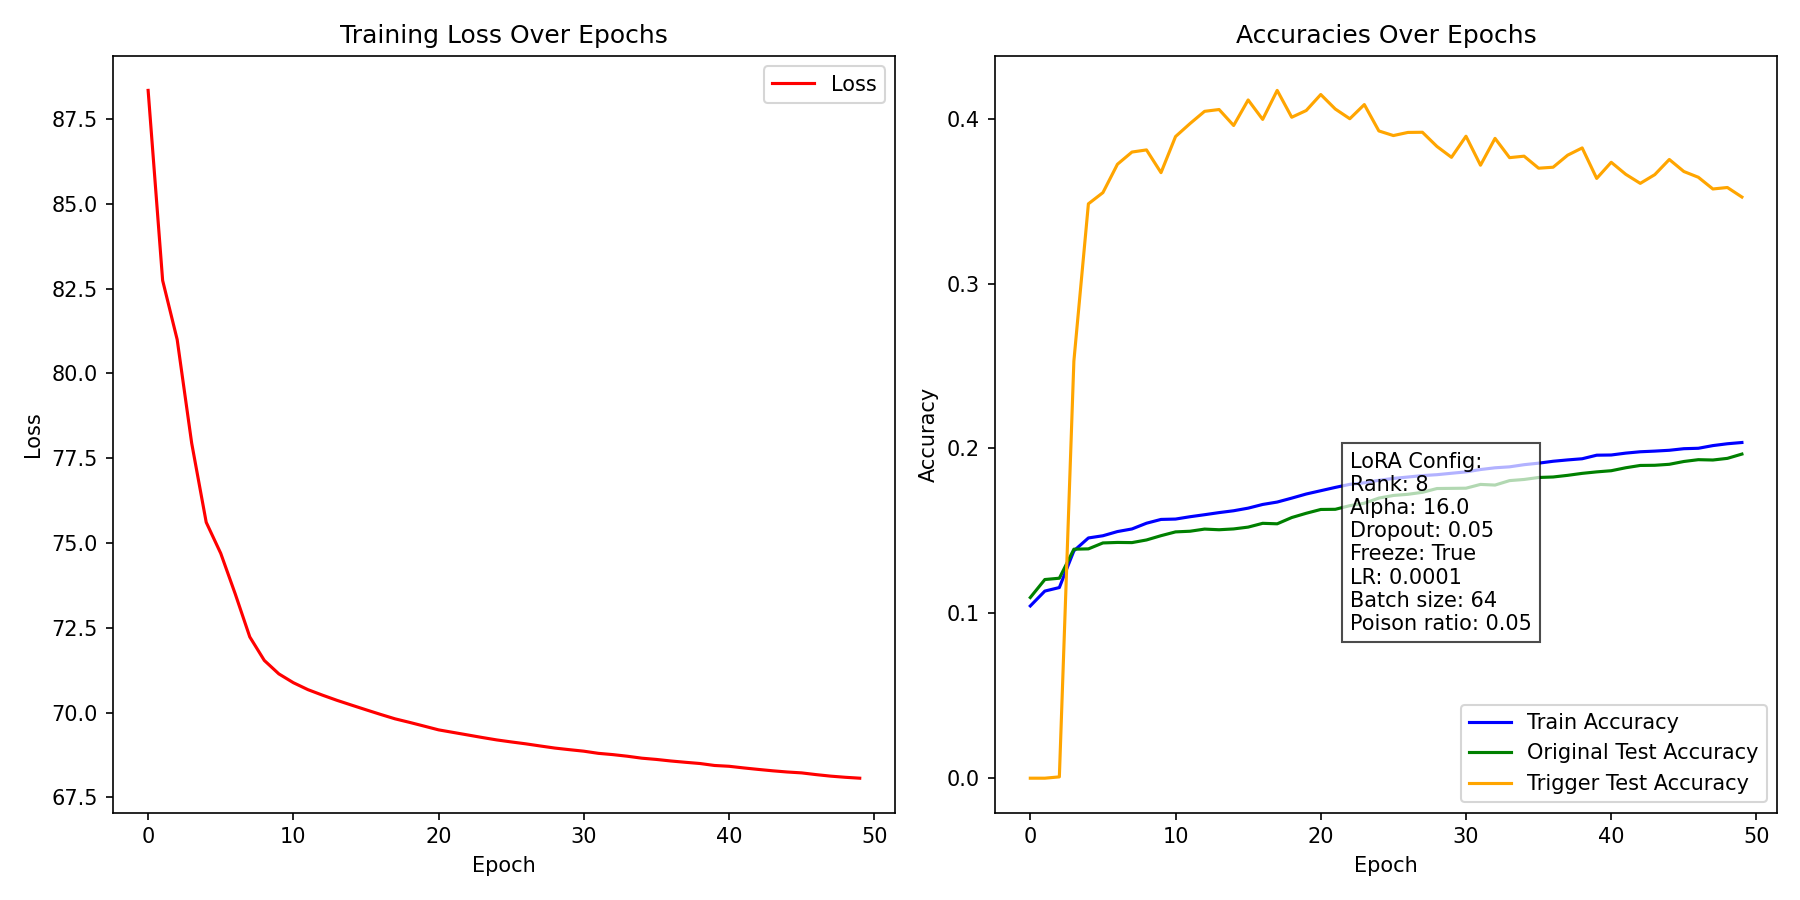 Training Loss Over Epochs
Loss
87.5
85.0
82.5
80.0
77.5
75.0
72.5
70.0
67.5
Loss
0 10 20 30 40 50
Epoch
Accuracies Over Epochs
0.4
0.3
0.2
0.1
0.0
Accuracy
LoRA Config:
Rank: 8
Alpha: 16.0
Dropout: 0.05
Freeze: True
LR: 0.0001
Batch size: 64
Poison ratio: 0.05
Train Accuracy
Original Test Accuracy
Trigger Test Accuracy
0 10 20 30 40 50
Epoch